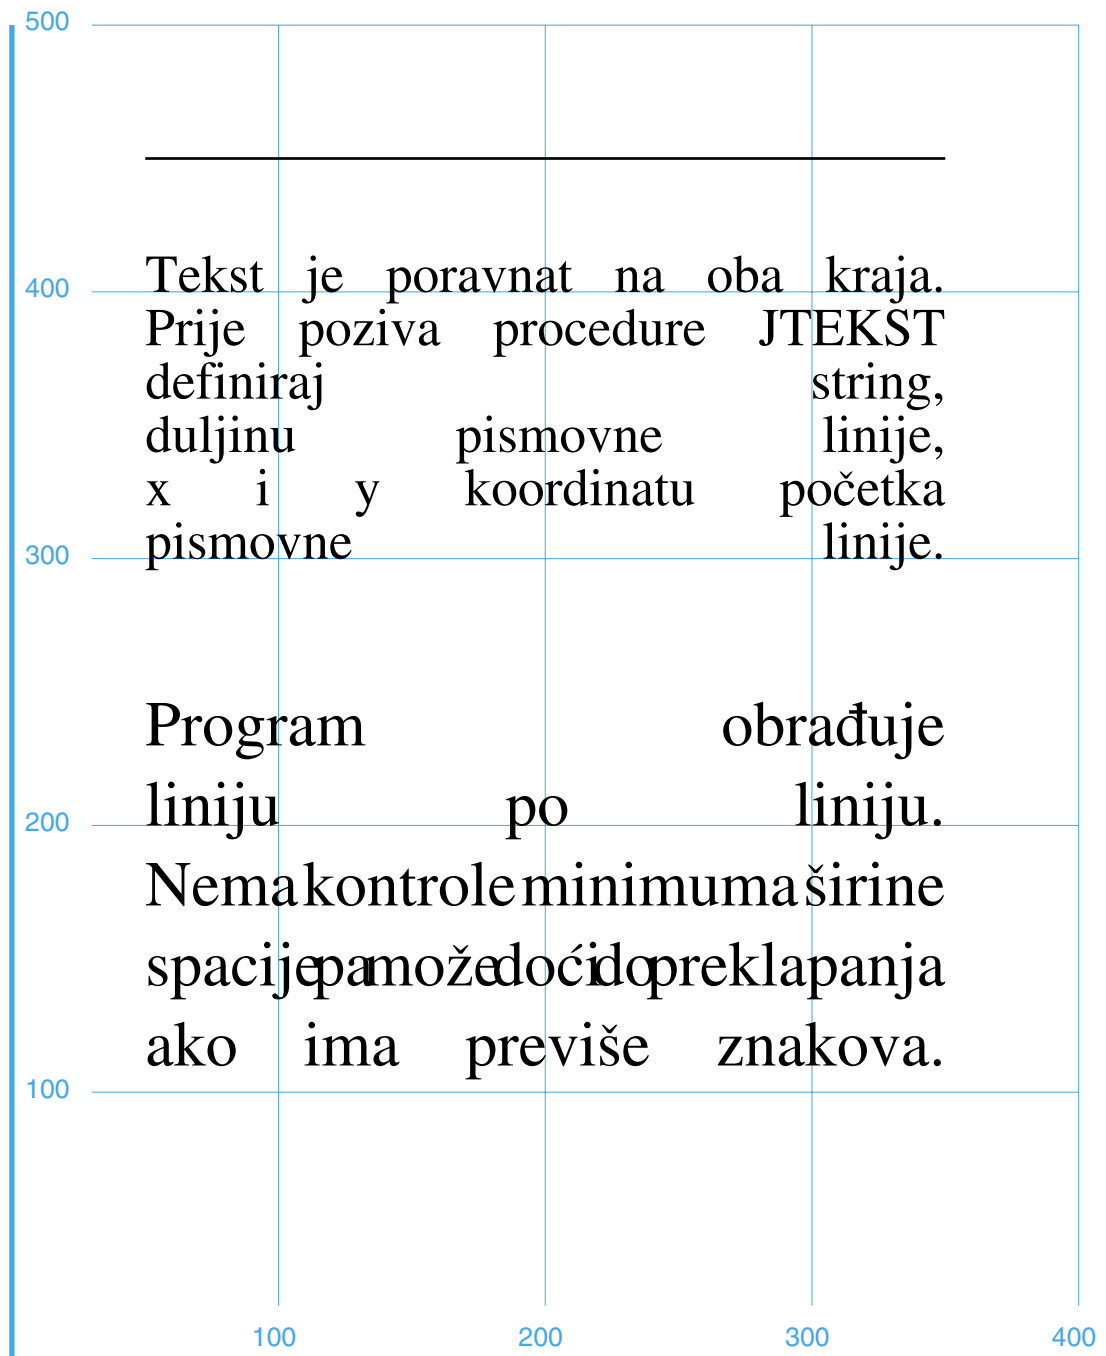 500
400
300
200
100
Tekst je poravnat na oba kraja.
Prije poziva procedure JTEKST
definiraj string,
duljinu pismovne linije,
x i y koordinatu početka
pismovne linije.
Program obrađuje
liniju po liniju.
Nema kontrole minimuma širine
spacije pa može doći do preklapanja
ako ima previše znakova.
100 200 300 400